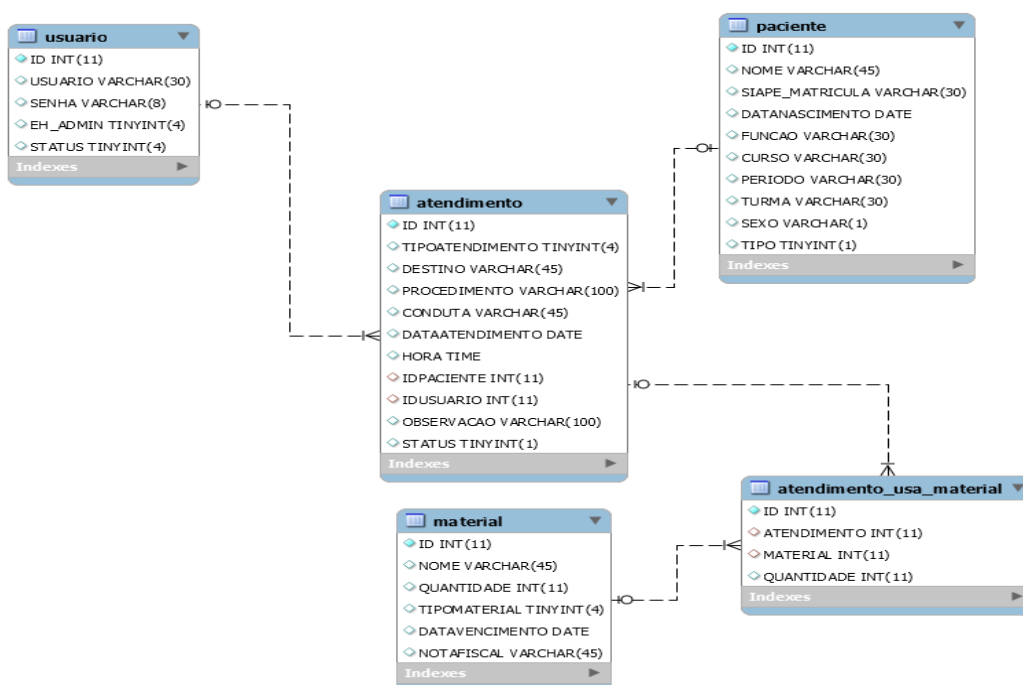 usuario
ID INT(11)
USUARIO VARCHAR(30)
SENHA VARCHAR(8)
EH_ADMIN TINYINT(4)
STATUS TINYINT(4)
Indexes
paciente
ID INT(11)
NOME VARCHAR(45)
SIAPE_MATRICULA VARCHAR(30)
DATANASCIMENTO DATE
FUNCAO VARCHAR(30)
CURSO VARCHAR(30)
PERIODO VARCHAR(30)
TURMA VARCHAR(30)
SEXO VARCHAR(1)
TIPO TINYINT(1)
Indexes
atendimento
ID INT(11)
TIPOATENDIMENTO TINYINT(4)
DESTINO VARCHAR(45)
PROCEDIMENTO VARCHAR(100)
CONDUTA VARCHAR(45)
DATAATENDIMENTO DATE
HORA TIME
IDPACIENTE INT(11)
IDUSUARIO INT(11)
OBSERVACAO VARCHAR(100)
STATUS TINYINT(1)
Indexes
atendimento_usa_material
ID INT(11)
ATENDIMENTO INT(11)
MATERIAL INT(11)
QUANTIDADE INT(11)
Indexes
material
ID INT(11)
NOME VARCHAR(45)
QUANTIDADE INT(11)
TIPOMATERIAL TINYINT(4)
DATAVENCIMENTO DATE
NOTAFISCAL VARCHAR(45)
Indexes